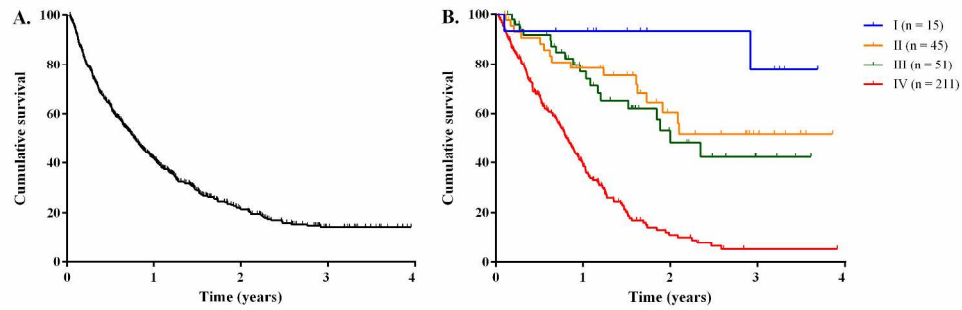 A.
Cumulative survival
100
80
60
40
20
0
0 1 2 3 4
Time (years)
B.
Cumulative survival
100
80
60
40
20
0
0 1 2 3 4
Time (years)
I (n = 15)
II (n = 45)
III (n = 51)
IV (n = 211)